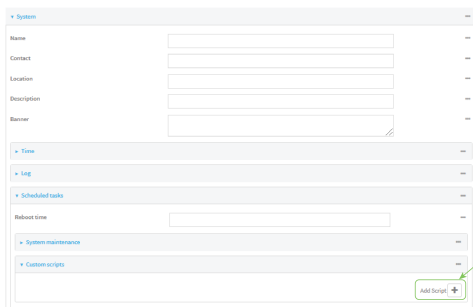 System
Name
Contact
Location
Description
Banner
Time
Log
Scheduled tasks
Reboot time
System maintenance
Custom scripts
Add Script